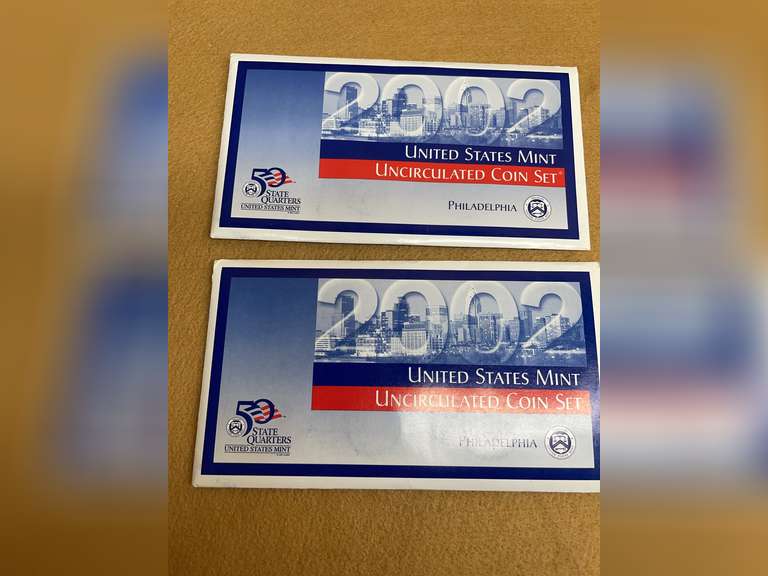 2002
UNITED STATES MINT
UNCIRCULATED COIN SET
50
STATE
QUARTERS
UNITED STATES MINT
PHILADELPHIA
2002
UNITED STATES MINT
UNCIRCULATED COIN SET
50
STATE
QUARTERS
UNITED STATES MINT
PHILADELPHIA